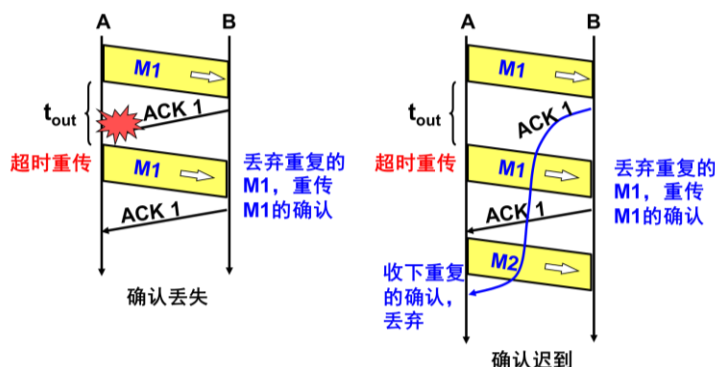 A
B
M1
t_out
ACK 1
超时重传
M1
丢弃重复的
M1，重传
M1的确认
ACK 1
确认丢失
A
B
M1
t_out
ACK 1
超时重传
M1
丢弃重复的
M1，重传
M1的确认
ACK 1
M2
收下重复
的确认，
丢弃
确认迟到